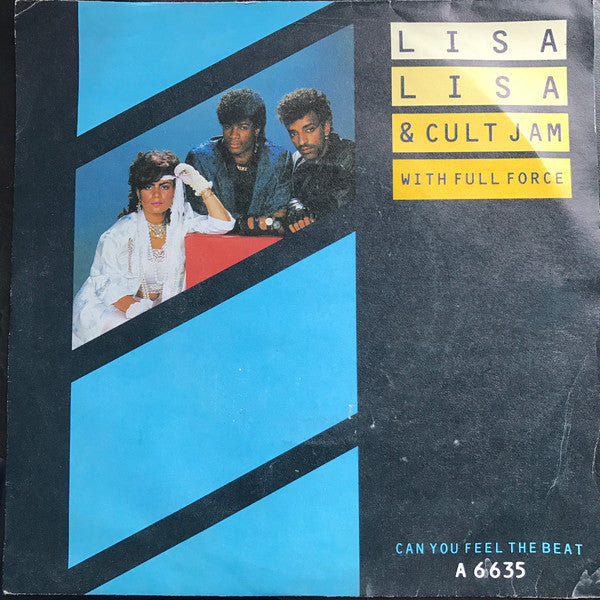 LISA
LISA
& CULT JAM
WITH FULL FORCE
CAN YOU FEEL THE BEAT
A 6635